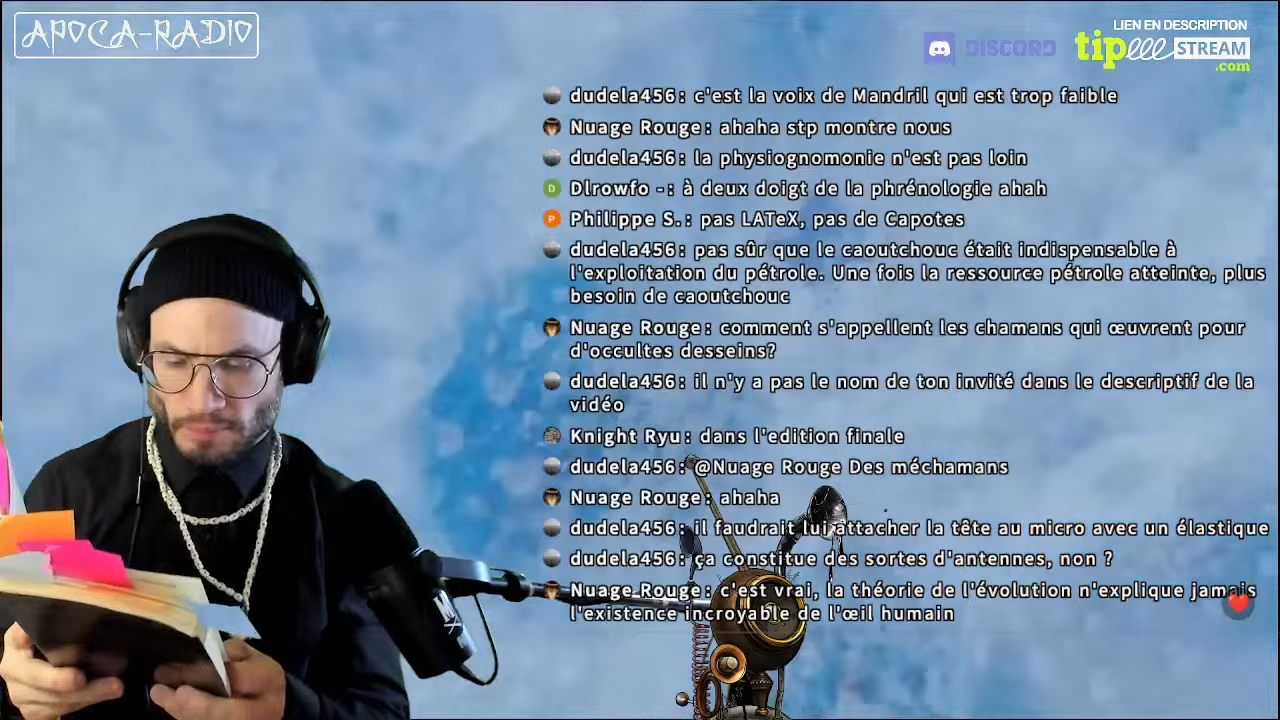 APOCA-RADIO
LIEN EN DESCRIPTION
DISCORD
tipeee STREAM
.com
dudela456: c'est la voix de Mandril qui est trop faible
Nuage Rouge: ahaha stp montre nous
dudela456: la physiognomonie n'est pas loin
D Dlrowfo -: à deux doigt de la phrénologie ahah
P Philippe S.: pas LATeX, pas de Capotes
dudela456: pas sûr que le caoutchouc était indispensable à
l'exploitation du pétrole. Une fois la ressource pétrole atteinte, plus
besoin de caoutchouc
Nuage Rouge: comment s'appellent les chamans qui œuvrent pour
d'occultes desseins?
dudela456: il n'y a pas le nom de ton invité dans le descriptif de la
vidéo
Knight Ryu: dans l'edition finale
dudela456: @Nuage Rouge Des méchamans
Nuage Rouge: ahaha
dudela456: il faudrait lui attacher la tête au micro avec un élastique
dudela456: ça constitue des sortes d'antennes, non ?
Nuage Rouge: c'est vrai, la théorie de l'évolution n'explique jamais
l'existence incroyable de l'œil humain